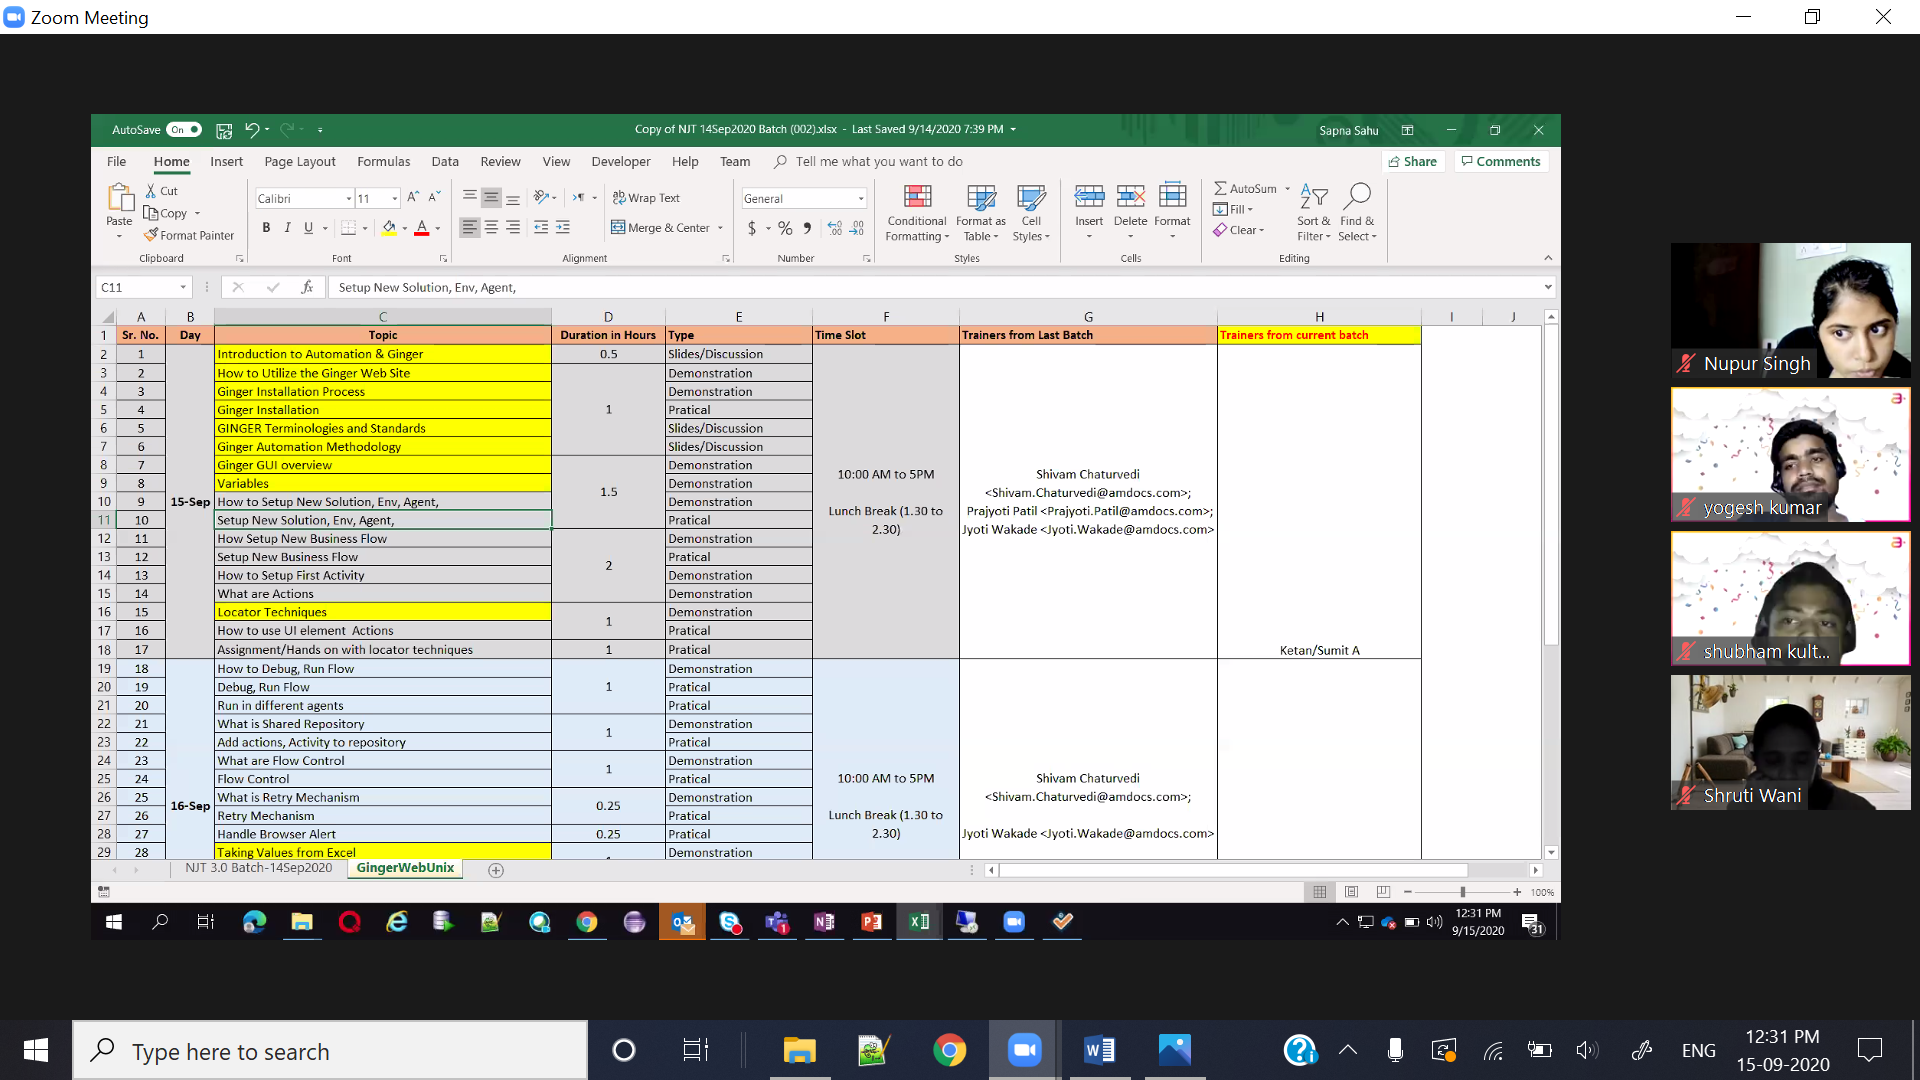 Zoom Meeting
AutoSave On
Copy of NJT 14Sep2020 Batch (002).xlsx - Last Saved 9/14/2020 7:39 PM
Sapna Sahu
File Home Insert Page Layout Formulas Data Review View Developer Help Team Tell me what you want to do
Share Comments
Paste
Cut
Copy
Format Painter
Clipboard
Calibri 11
B I U
Font
Wrap Text
Merge & Center
Alignment
General
$ % ,
Number
Conditional Formatting
Format as Table
Cell Styles
Styles
Insert Delete Format
Cells
AutoSum
Fill
Clear
Sort & Filter
Find & Select
Editing
C11 fx Setup New Solution, Env, Agent,
A B C D E F G H I J
1 Sr. No. Day Topic Duration in Hours Type Time Slot Trainers from Last Batch Trainers from current batch
2 1 Introduction to Automation & Ginger 0.5 Slides/Discussion
3 2 How to Utilize the Ginger Web Site Demonstration
4 3 Ginger Installation Process Demonstration
5 4 Ginger Installation 1 Pratical
6 5 GINGER Terminologies and Standards Slides/Discussion
7 6 Ginger Automation Methodology Slides/Discussion
8 7 Ginger GUI overview Demonstration
9 8 Variables 1.5 Demonstration
10 9 15-Sep How to Setup New Solution, Env, Agent, Demonstration
11 10 Setup New Solution, Env, Agent, Pratical
12 11 How Setup New Business Flow Demonstration
13 12 Setup New Business Flow 2 Pratical
14 13 How to Setup First Activity Demonstration
15 14 What are Actions Demonstration
16 15 Locator Techniques 1 Demonstration
17 16 How to use UI element Actions Pratical
18 17 Assignment/Hands on with locator techniques 1 Pratical
10:00 AM to 5PM
Lunch Break (1.30 to
2.30)
Shivam Chaturvedi
<Shivam.Chaturvedi@amdocs.com>;
Prajyoti Patil <Prajyoti.Patil@amdocs.com>;
Jyoti Wakade <Jyoti.Wakade@amdocs.com>
Ketan/Sumit A
19 18 How to Debug, Run Flow Demonstration
20 19 Debug, Run Flow 1 Pratical
21 20 Run in different agents Pratical
22 21 What is Shared Repository 1 Demonstration
23 22 Add actions, Activity to repository Pratical
24 23 What are Flow Control 1 Demonstration
25 24 Flow Control Pratical
26 25 16-Sep What is Retry Mechanism 0.25 Demonstration
27 26 Retry Mechanism Pratical
28 27 Handle Browser Alert 0.25 Pratical
29 28 Taking Values from Excel Demonstration
10:00 AM to 5PM
Lunch Break (1.30 to
2.30)
Shivam Chaturvedi
<Shivam.Chaturvedi@amdocs.com>;
Jyoti Wakade <Jyoti.Wakade@amdocs.com>
NJT 3.0 Batch-14Sep2020 GingerWebUnix
100%
12:31 PM
9/15/2020
31
Nupur Singh
yogesh kumar
shubham kult...
Shruti Wani
Type here to search
ENG
12:31 PM
15-09-2020